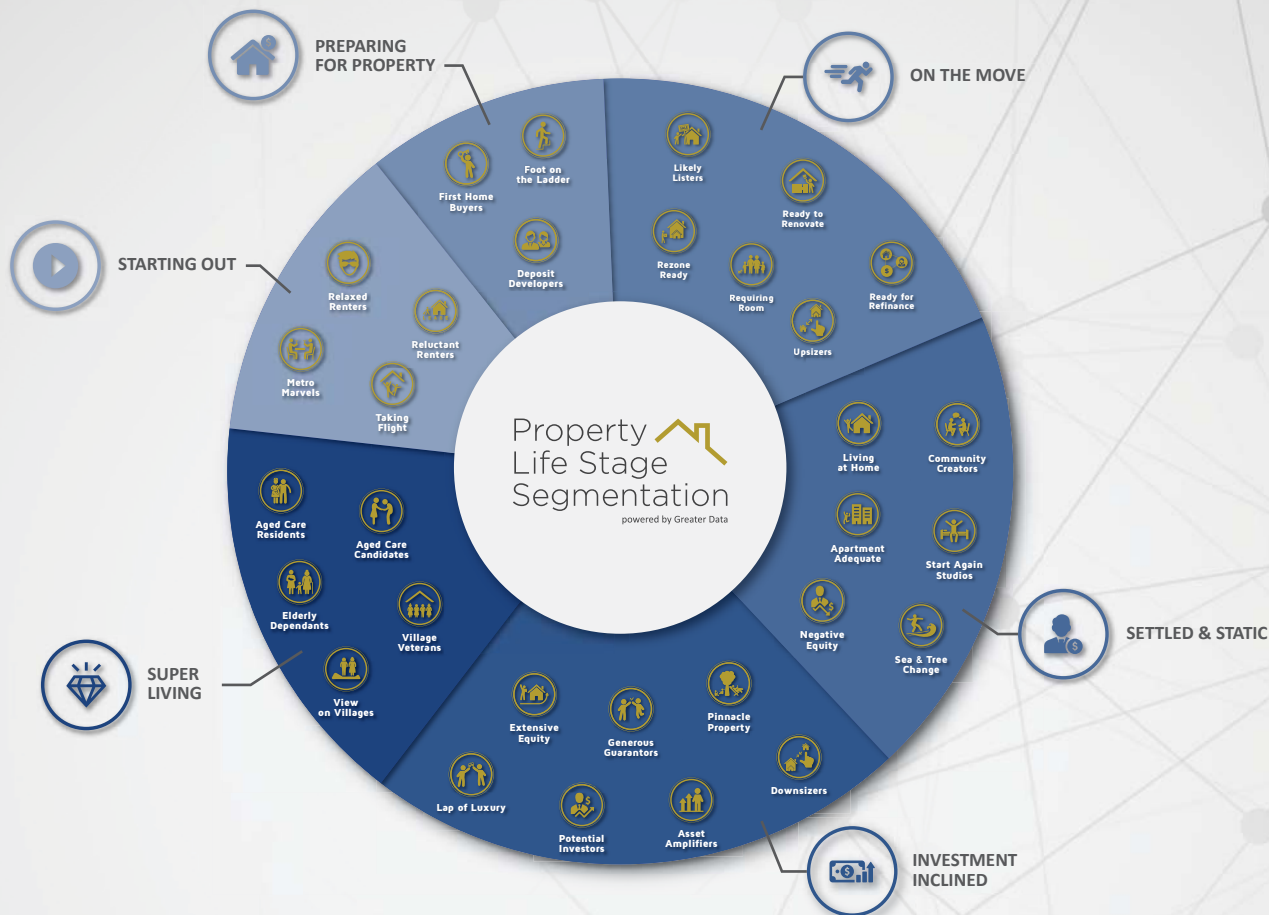 PREPARING
FOR PROPERTY
ON THE MOVE
STARTING OUT
SETTLED & STATIC
SUPER
LIVING
INVESTMENT
INCLINED
First Home
Buyers
Foot on
the Ladder
Deposit
Developers
Likely
Listers
Ready to
Renovate
Rezone
Ready
Requiring
Room
Ready for
Refinance
Upsizers
Relaxed
Renters
Reluctant
Renters
Metro
Marvels
Taking
Flight
Property
Life Stage
Segmentation
powered by Greater Data
Living
at Home
Community
Creators
Apartment
Adequate
Start Again
Studios
Negative
Equity
Sea & Tree
Change
Aged Care
Residents
Aged Care
Candidates
Elderly
Dependants
Village
Veterans
View
on Villages
Extensive
Equity
Generous
Guarantors
Pinnacle
Property
Downsizers
Lap of Luxury
Potential
Investors
Asset
Amplifiers